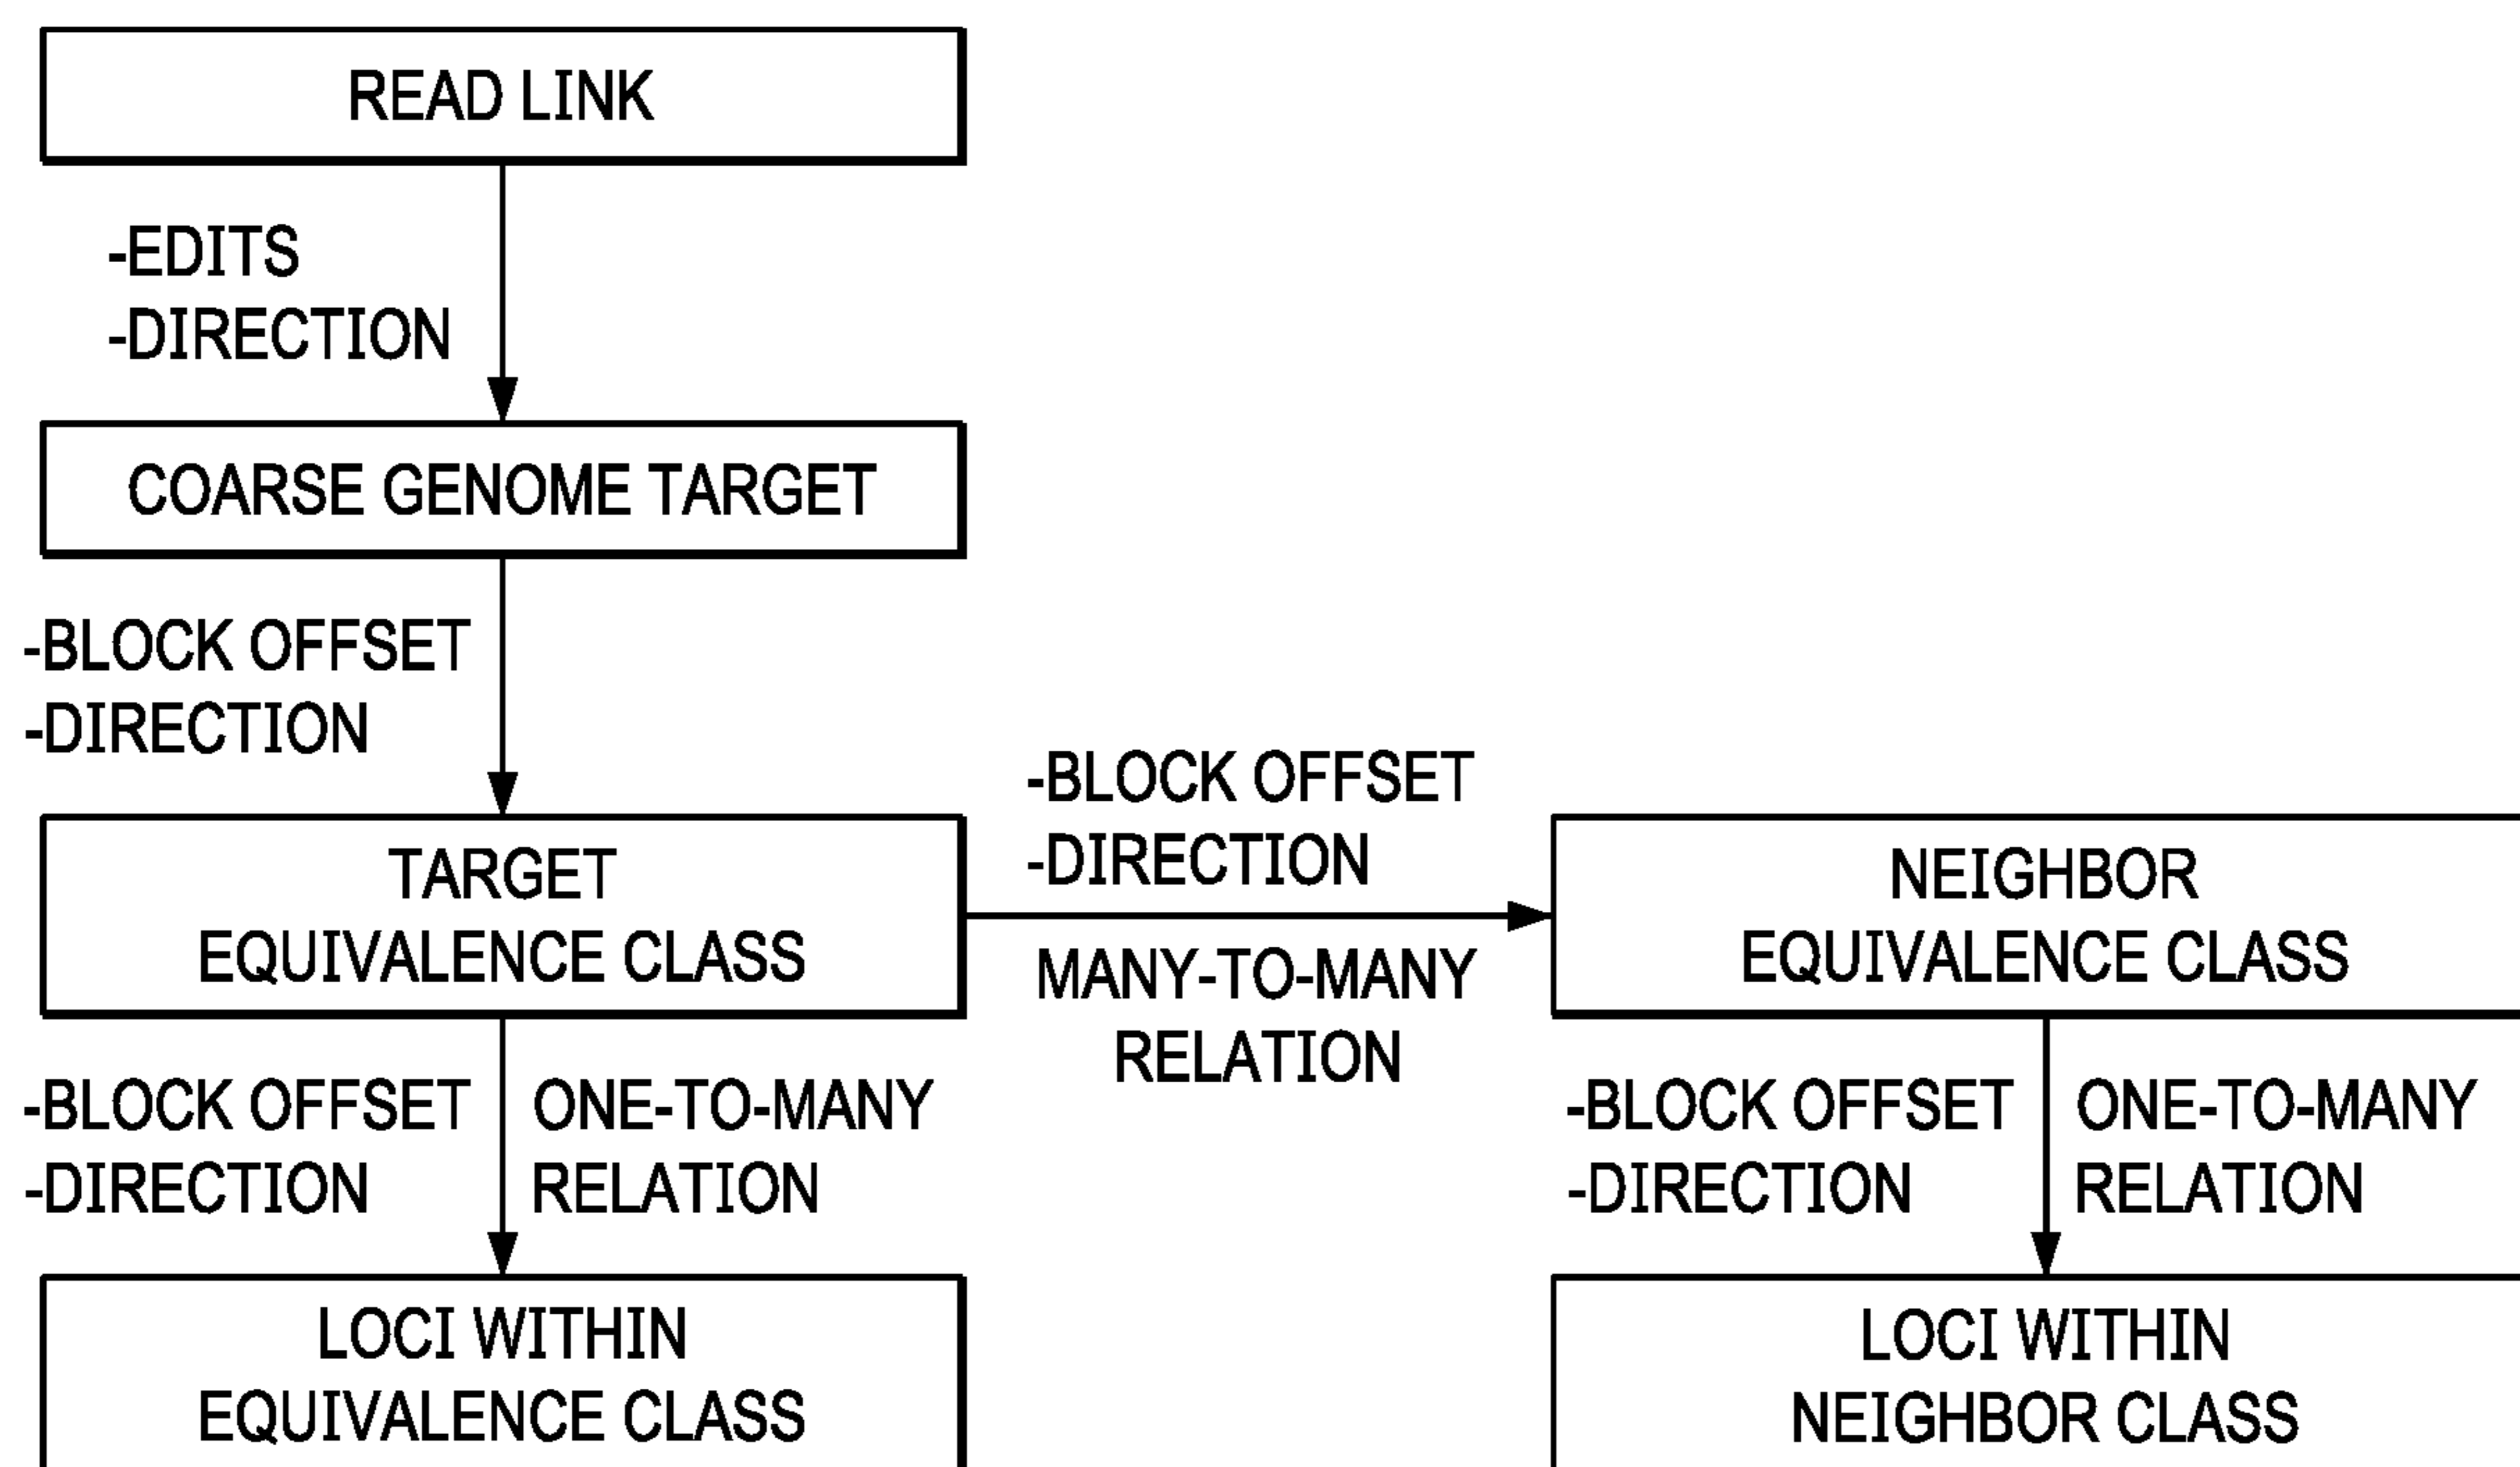 READ LINK
-EDITS
-DIRECTION
COARSE GENOME TARGET
-BLOCK OFFSET
-DIRECTION
TARGET
EQUIVALENCE CLASS
-BLOCK OFFSET
-DIRECTION
MANY-TO-MANY
RELATION
NEIGHBOR
EQUIVALENCE CLASS
-BLOCK OFFSET
-DIRECTION
ONE-TO-MANY
RELATION
-BLOCK OFFSET
-DIRECTION
ONE-TO-MANY
RELATION
LOCI WITHIN
EQUIVALENCE CLASS
LOCI WITHIN
NEIGHBOR CLASS